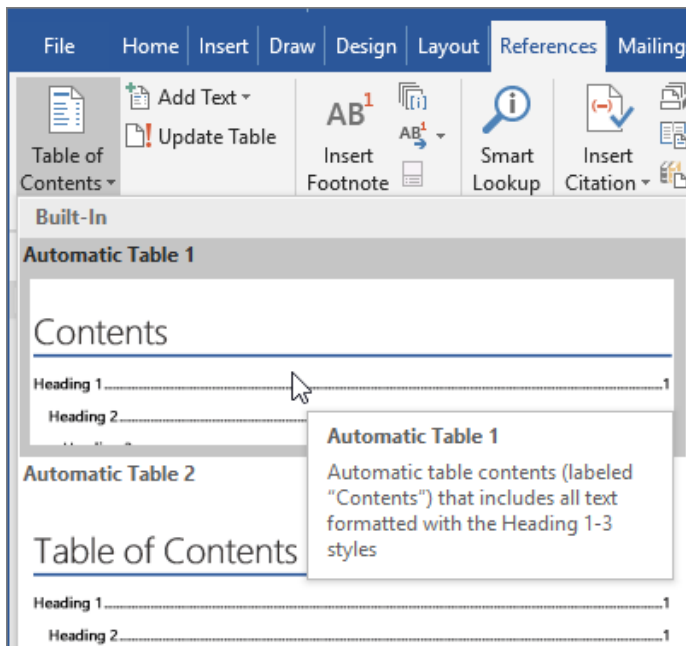 File Home Insert Draw Design Layout References Mailing
Table of Contents
Add Text
Update Table
AB1
Insert Footnote
[i]
AB1
Smart Lookup
(-)
Insert Citation
Built-In
Automatic Table 1
Contents
Heading 1 1
Heading 2
Automatic Table 1
Automatic table contents (labeled
“Contents”) that includes all text
formatted with the Heading 1-3
styles
Automatic Table 2
Table of Contents
Heading 1 1
Heading 2 1